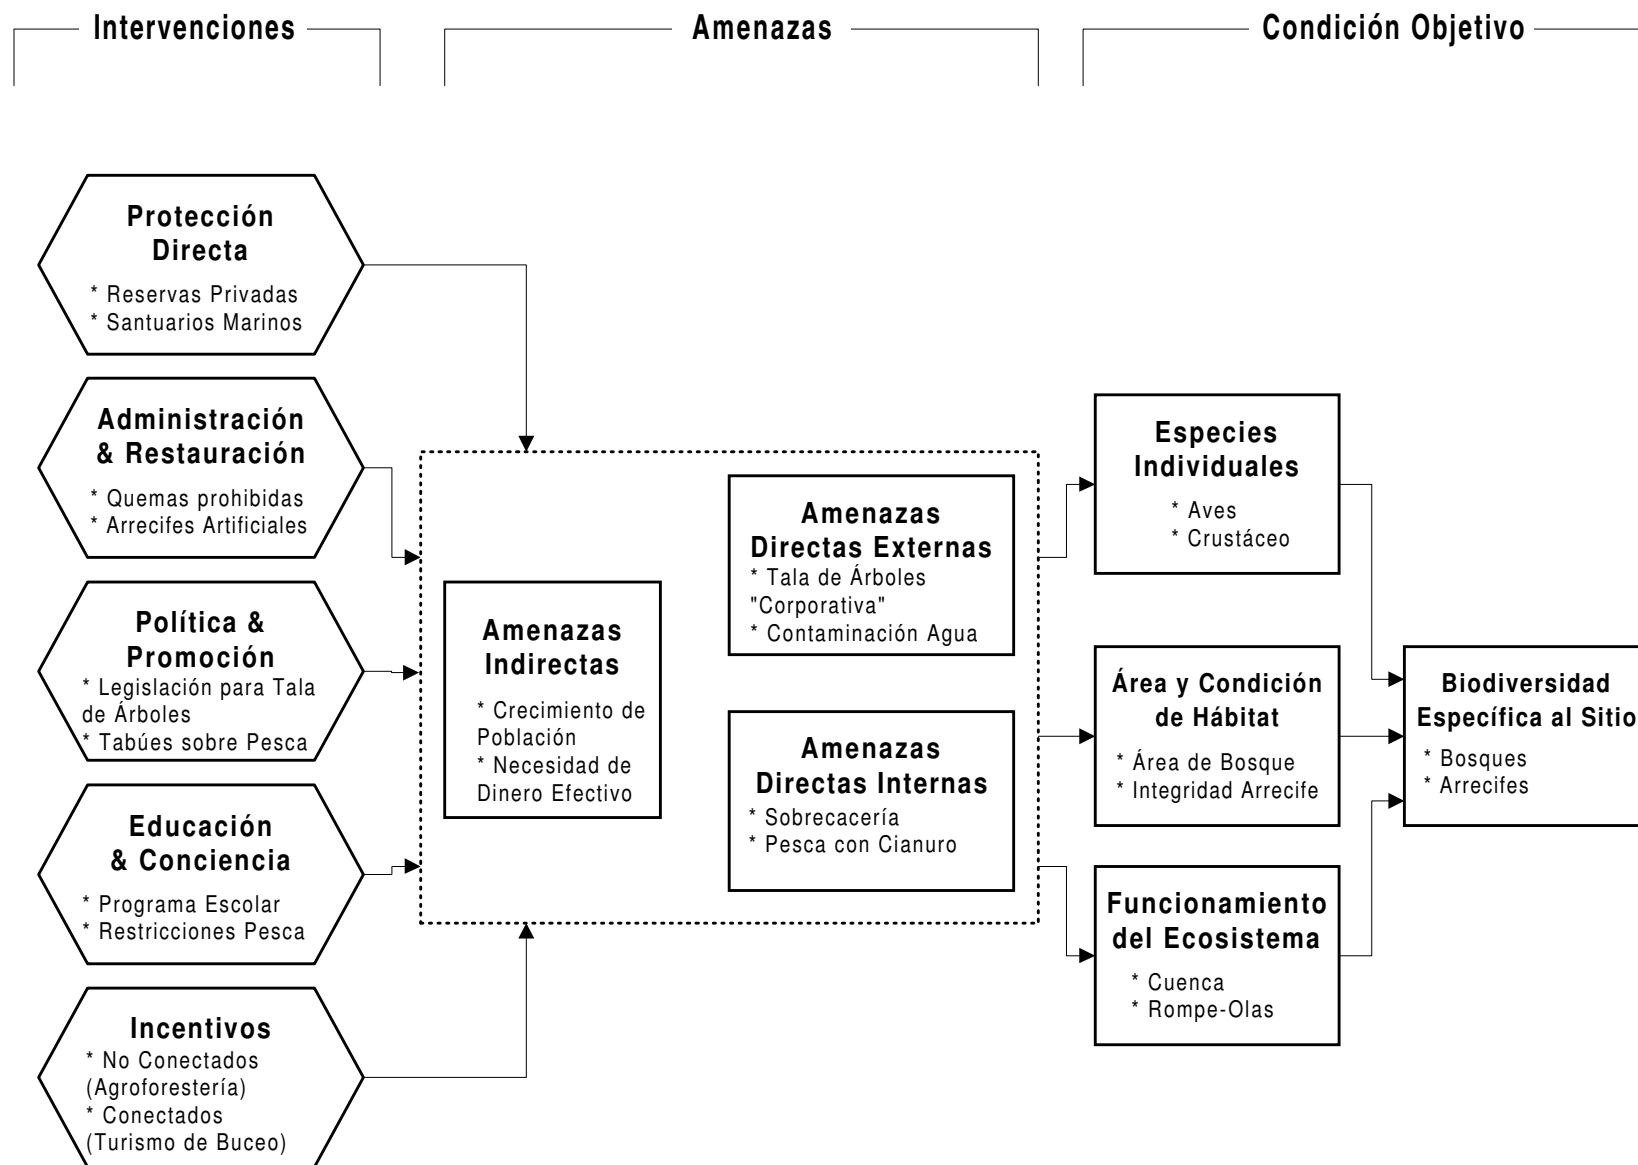 Intervenciones
Amenazas
Condición Objetivo
Protección
Directa
* Reservas Privadas
* Santuarios Marinos
Administración
& Restauración
* Quemas prohibidas
* Arrecifes Artificiales
Política &
Promoción
* Legislación para Tala
de Árboles
* Tabúes sobre Pesca
Educación
& Conciencia
* Programa Escolar
* Restricciones Pesca
Incentivos
* No Conectados
(Agroforestería)
* Conectados
(Turismo de Buceo)
Amenazas
Indirectas
* Crecimiento de
Población
* Necesidad de
Dinero Efectivo
Amenazas
Directas Externas
* Tala de Árboles
"Corporativa"
* Contaminación Agua
Amenazas
Directas Internas
* Sobrecacería
* Pesca con Cianuro
Especies
Individuales
* Aves
* Crustáceo
Área y Condición
de Hábitat
* Área de Bosque
* Integridad Arrecife
Funcionamiento
del Ecosistema
* Cuenca
* Rompe-Olas
Biodiversidad
Específica al Sitio
* Bosques
* Arrecifes